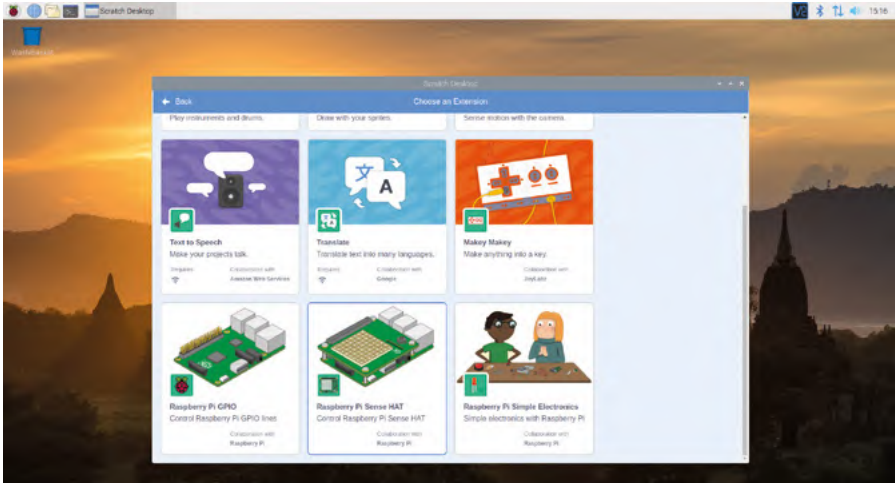 Scratch Desktop
15:16
Wastebasket
Scratch Desktop
Back
Choose an Extension
Play instruments and drums.
Draw with your sprites.
Sense motion with the camera.
文
A
Text to Speech
Make your projects talk.
Requires
Collaboration with
Amazon Web Services
Translate
Translate text into many languages.
Requires
Collaboration with
Google
Makey Makey
Make anything into a key.
Collaboration with
JoyLabz
Raspberry Pi GPIO
Control Raspberry Pi GPIO lines
Collaboration with
Raspberry Pi
Raspberry Pi Sense HAT
Control Raspberry Pi Sense HAT
Collaboration with
Raspberry Pi
Raspberry Pi Simple Electronics
Simple electronics with Raspberry Pi
Collaboration with
Raspberry Pi